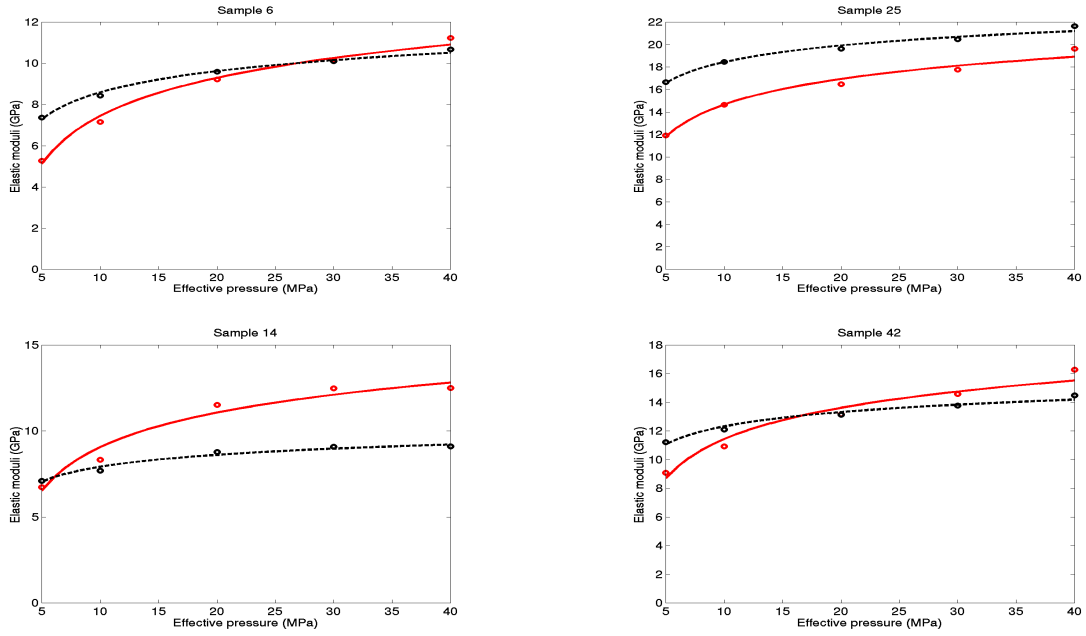 Sample 6
12
10
8
6
4
2
0
Elastic moduli (GPa)
5 10 15 20 25 30 35 40
Effective pressure (MPa)
Sample 25
22
20
18
16
14
12
10
8
6
4
2
0
Elastic moduli (GPa)
5 10 15 20 25 30 35 40
Effective pressure (MPa)
Sample 14
15
10
5
0
Elastic moduli (GPa)
5 10 15 20 25 30 35 40
Effective pressure (MPa)
Sample 42
18
16
14
12
10
8
6
4
2
0
Elastic moduli (GPa)
5 10 15 20 25 30 35 40
Effective pressure (MPa)